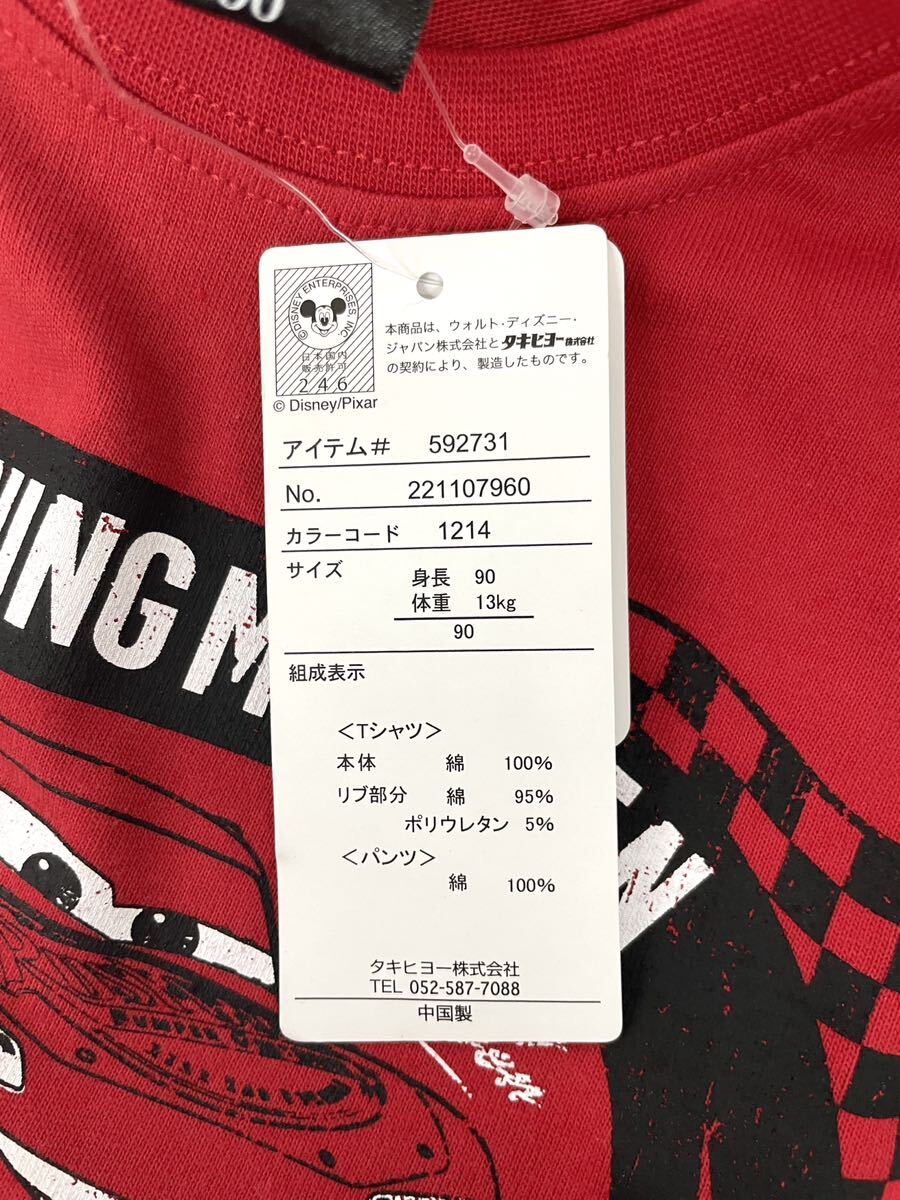 ©DISNEY ENTERPRISES INC.
日本国内
販売許可
246
© Disney/Pixar
本商品は、ウォルト・ディズニー・
ジャパン株式会社とタキヒヨー株式会社
の契約により、製造したものです。
アイテム# 592731
No. 221107960
カラーコード 1214
サイズ
身長 90
体重 13kg
90
組成表示
<Tシャツ>
本体 綿 100%
リブ部分 綿 95%
ポリウレタン 5%
<パンツ>
綿 100%
タキヒヨー株式会社
TEL 052-587-7088
中国製